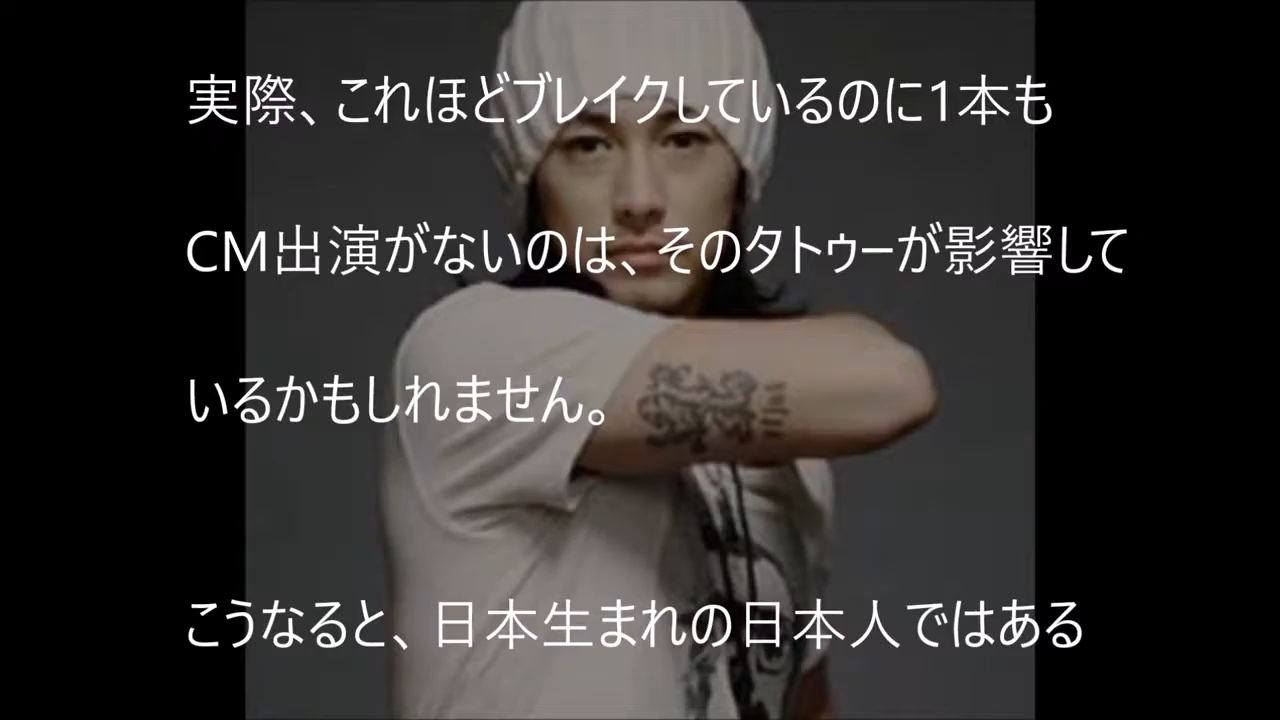 実際、これほどブレイクしているのに1本も
CM出演がないのは、そのタトゥーが影響して
いるかもしれません。
こうなると、日本生まれの日本人ではある